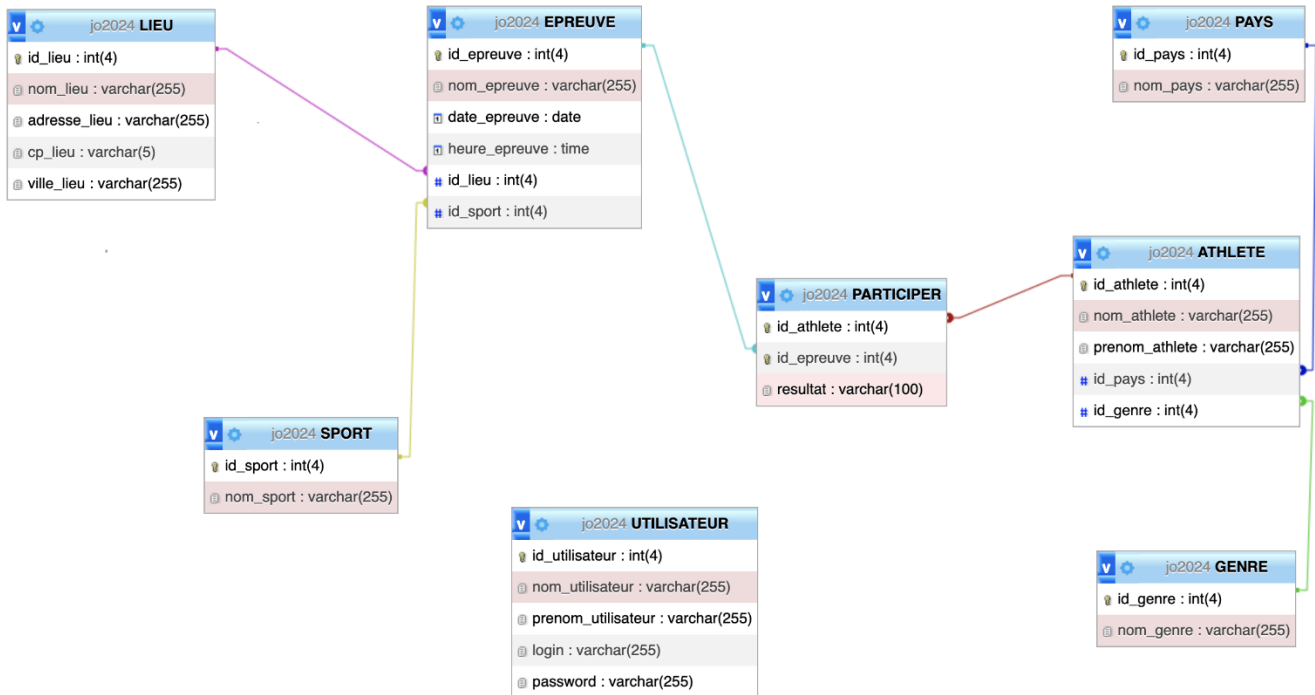 jo2024 LIEU
id_lieu : int(4)
nom_lieu : varchar(255)
adresse_lieu : varchar(255)
cp_lieu : varchar(5)
ville_lieu : varchar(255)
jo2024 EPREUVE
id_epreuve : int(4)
nom_epreuve : varchar(255)
date_epreuve : date
heure_epreuve : time
id_lieu : int(4)
id_sport : int(4)
jo2024 PAYS
id_pays : int(4)
nom_pays : varchar(255)
jo2024 ATHLETE
id_athlete : int(4)
nom_athlete : varchar(255)
prenom_athlete : varchar(255)
id_pays : int(4)
id_genre : int(4)
jo2024 PARTICIPER
id_athlete : int(4)
id_epreuve : int(4)
resultat : varchar(100)
jo2024 SPORT
id_sport : int(4)
nom_sport : varchar(255)
jo2024 UTILISATEUR
id_utilisateur : int(4)
nom_utilisateur : varchar(255)
prenom_utilisateur : varchar(255)
login : varchar(255)
password : varchar(255)
jo2024 GENRE
id_genre : int(4)
nom_genre : varchar(255)